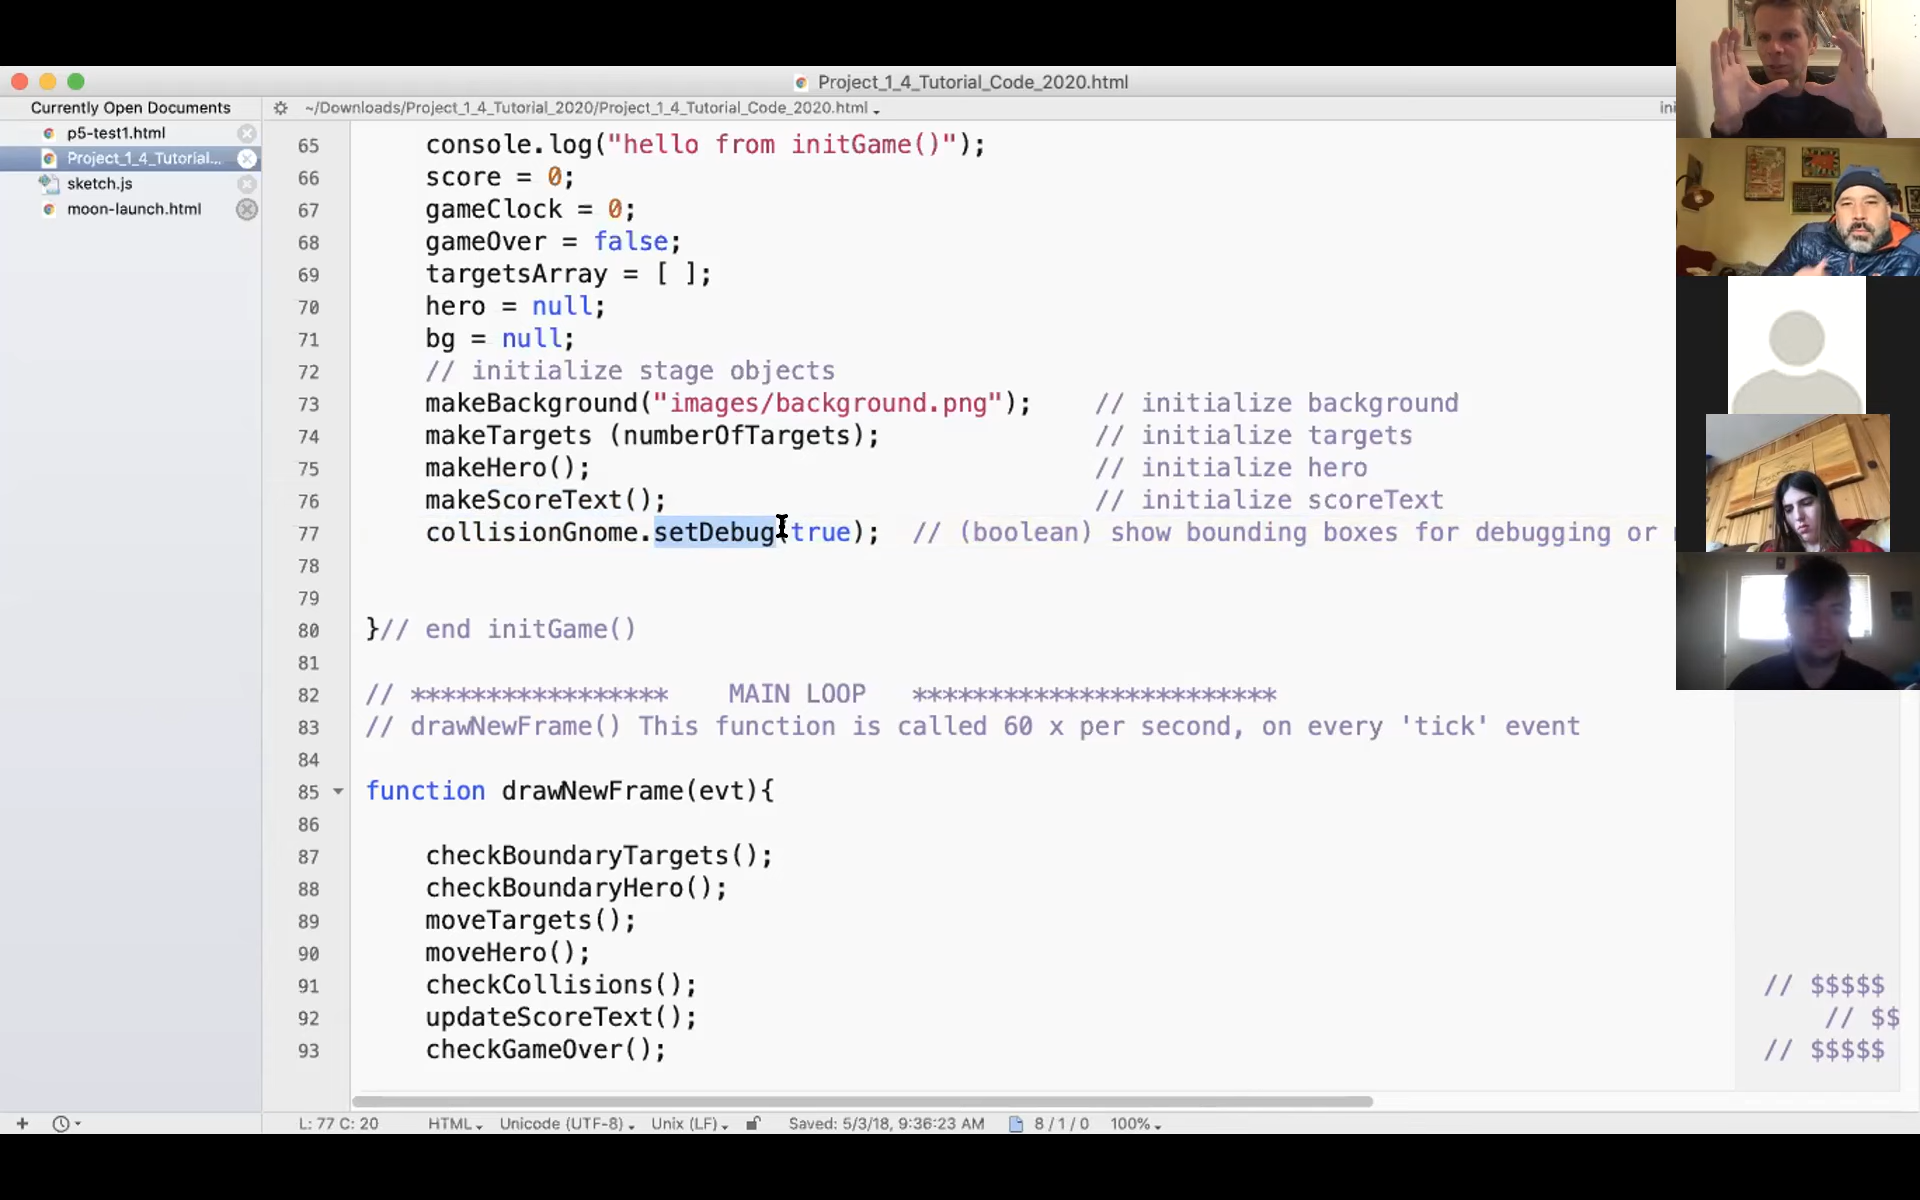 Project_1_4_Tutorial_Code_2020.html
Currently Open Documents
~/Downloads/Project_1_4_Tutorial_2020/Project_1_4_Tutorial_Code_2020.html
p5-test1.html
Project_1_4_Tutorial...
sketch.js
moon-launch.html
65 console.log("hello from initGame()");
66 score = 0;
67 gameClock = 0;
68 gameOver = false;
69 targetsArray = [ ];
70 hero = null;
71 bg = null;
72 // initialize stage objects
73 makeBackground("images/background.png"); // initialize background
74 makeTargets (numberOfTargets); // initialize targets
75 makeHero(); // initialize hero
76 makeScoreText(); // initialize scoreText
77 collisionGnome.setDebug(true); // (boolean) show bounding boxes for debugging or
78
79
80 }// end initGame()
81
82 // ***************** MAIN LOOP ************************
83 // drawNewFrame() This function is called 60 x per second, on every 'tick' event
84
85 function drawNewFrame(evt){
86
87 checkBoundaryTargets();
88 checkBoundaryHero();
89 moveTargets();
90 moveHero();
91 checkCollisions(); // $$$$$
92 updateScoreText(); // $$
93 checkGameOver(); // $$$$$
L: 77 C: 20 HTML Unicode (UTF-8) Unix (LF) Saved: 5/3/18, 9:36:23 AM 8 / 1 / 0 100%